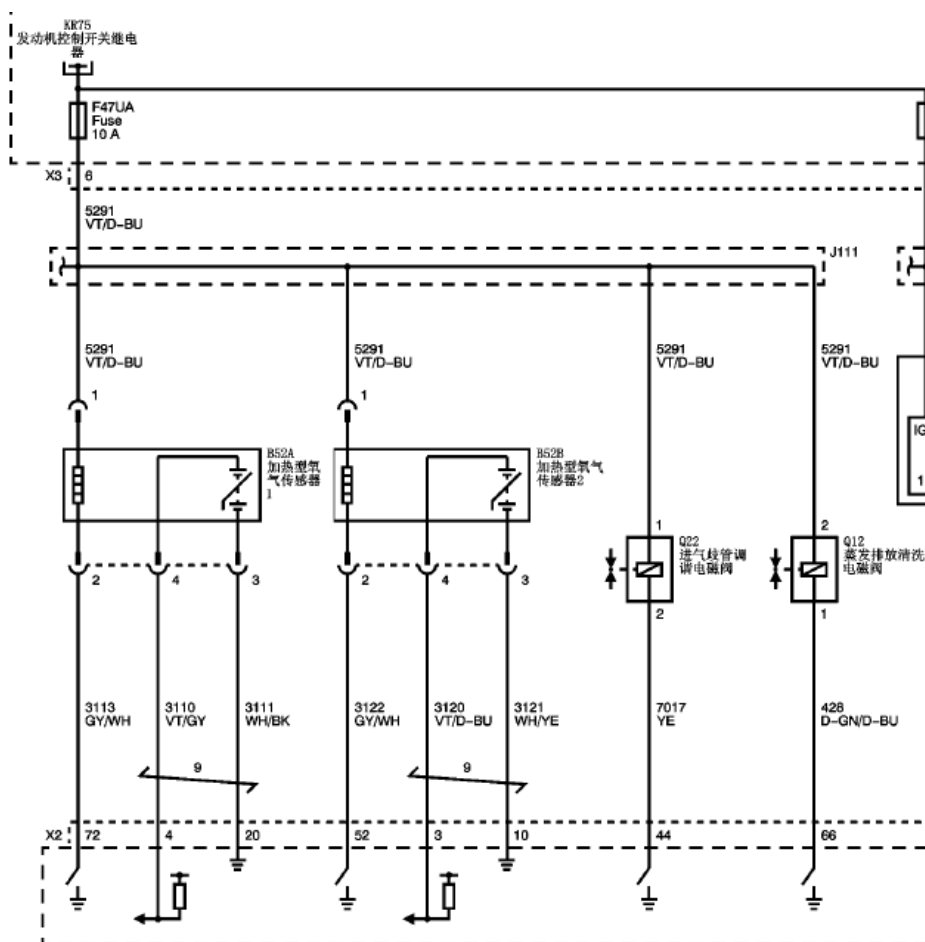 KR75
发动机控制开关继电
器
F47UA
Fuse
10 A
X3
6
5291
VT/D-BU
J111
5291
VT/D-BU
5291
VT/D-BU
5291
VT/D-BU
5291
VT/D-BU
1
1
IG
1
B52A
加热型氧
气传感器
1
B52B
加热型氧气
传感器2
1
Q22
进气歧管调
谐电磁阀
2
2
Q12
蒸发排放清洗
电磁阀
1
2
4
3
2
4
3
3113
GY/WH
3110
VT/GY
3111
WH/BK
3122
GY/WH
3120
VT/D-BU
3121
WH/YE
7017
YE
428
D-GN/D-BU
9
9
X2
72
4
20
52
3
10
44
66